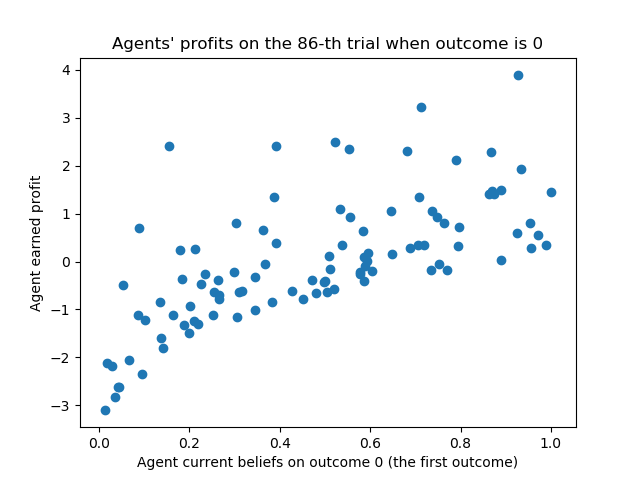 Agents' profits on the 86-th trial when outcome is 0
4
3
2
1
0
−1
−2
−3
Agent earned profit
0.0 0.2 0.4 0.6 0.8 1.0
Agent current beliefs on outcome 0 (the first outcome)